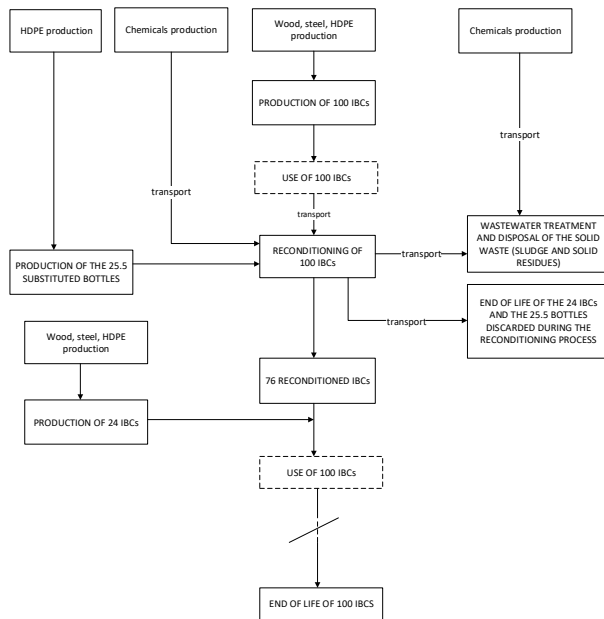 HDPE production
Chemicals production
Wood, steel, HDPE
production
Chemicals production
PRODUCTION OF 100 IBCs
USE OF 100 IBCs
transport
transport
transport
RECONDITIONING OF
100 IBCs
transport
WASTEWATER TREATMENT
AND DISPOSAL OF THE SOLID
WASTE (SLUDGE AND SOLID
RESIDUES)
PRODUCTION OF THE 25.5
SUBSTITUTED BOTTLES
transport
END OF LIFE OF THE 24 IBCs
AND THE 25.5 BOTTLES
DISCARDED DURING THE
RECONDITIONING PROCESS
Wood, steel, HDPE
production
76 RECONDITIONED IBCs
PRODUCTION OF 24 IBCs
USE OF 100 IBCs
END OF LIFE OF 100 IBCS